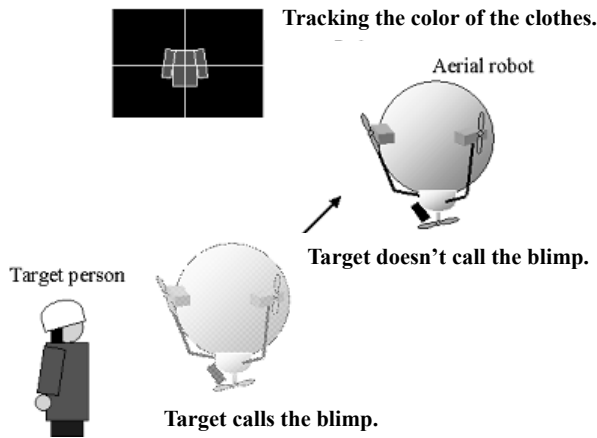 Tracking the color of the clothes.
Aerial robot
Target doesn’t call the blimp.
Target person
Target calls the blimp.